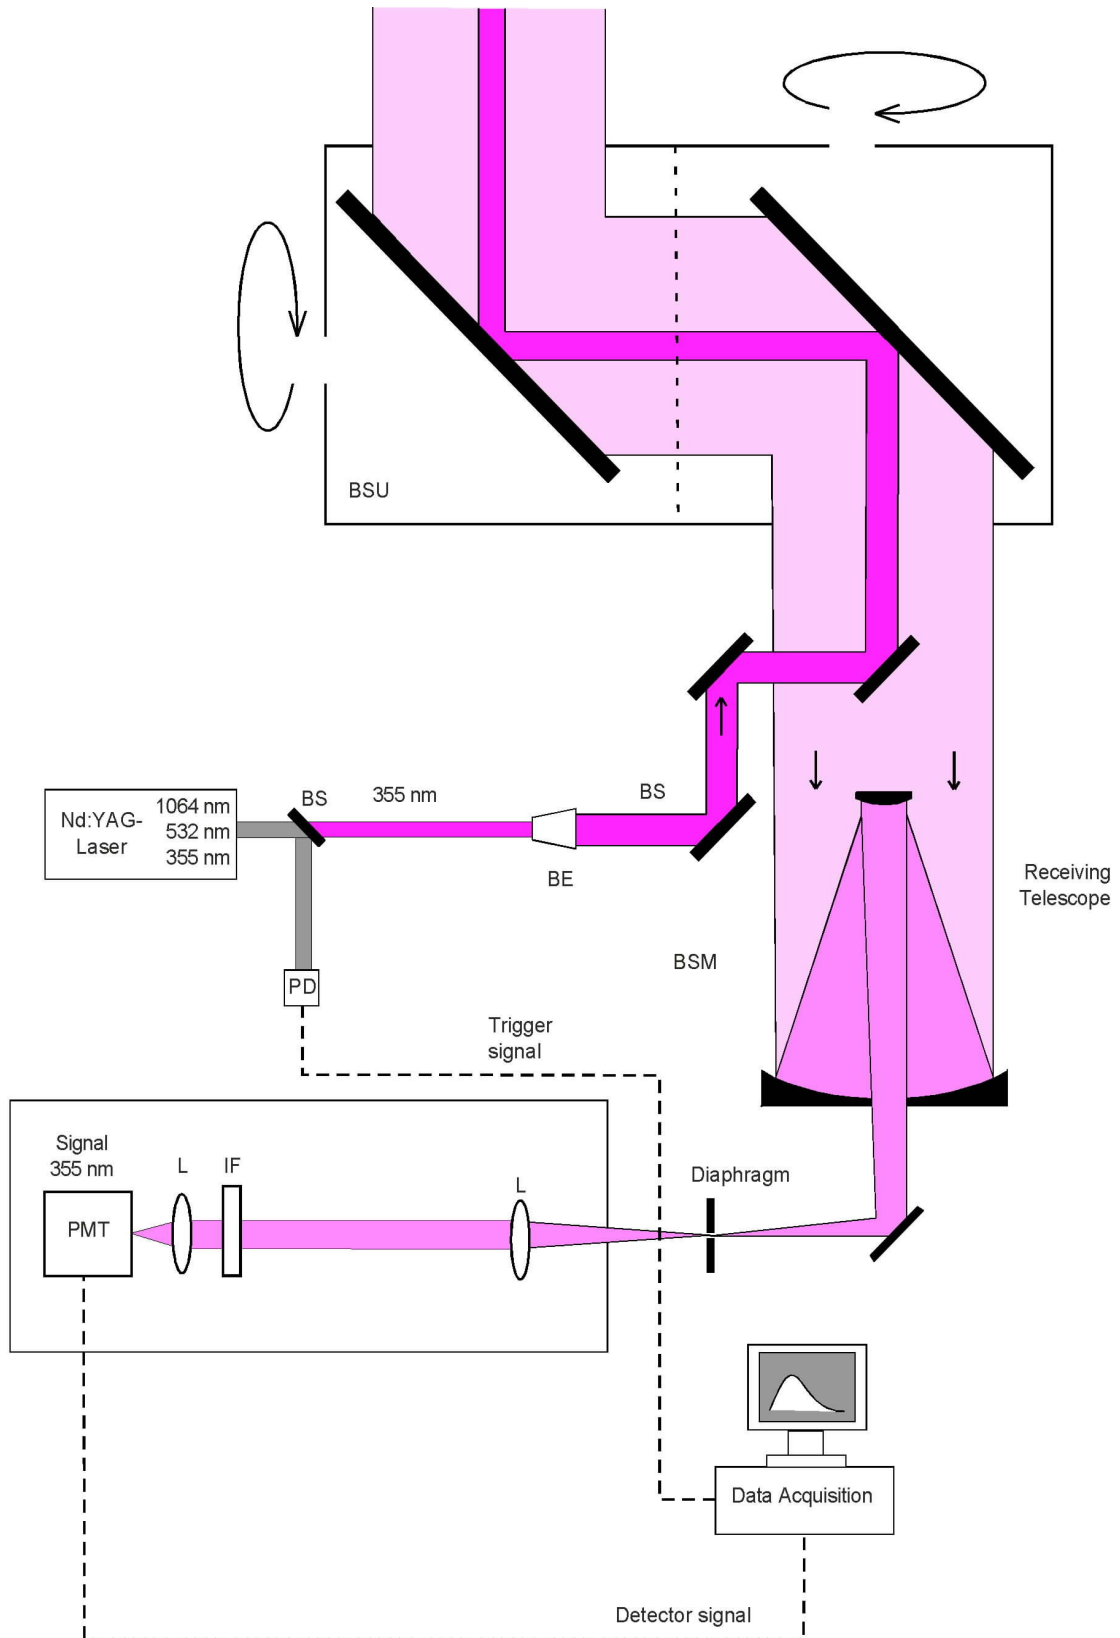 BSU
Nd:YAG-
Laser
1064 nm
532 nm
355 nm
BS
355 nm
BS
BE
Receiving
Telescope
BSM
PD
Trigger
signal
Signal
355 nm
L
IF
L
Diaphragm
PMT
Data Acquisition
Detector signal